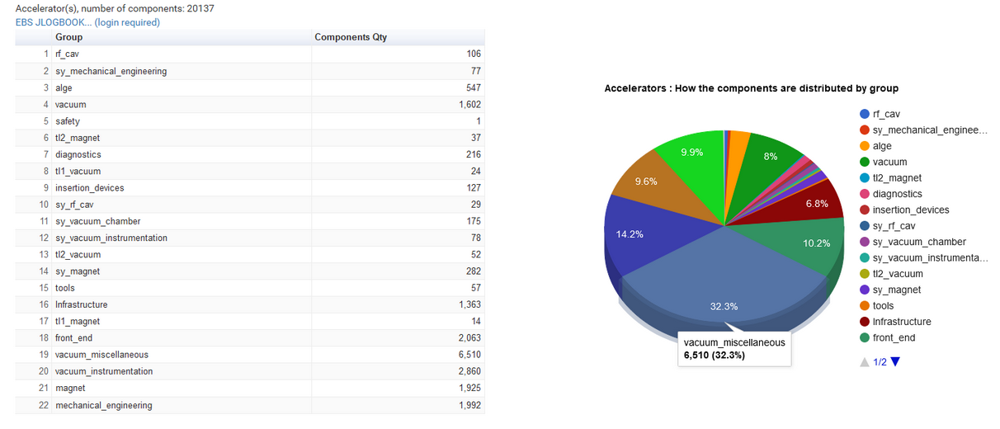 Accelerator(s), number of components: 20137
EBS JLOGBOOK... (login required)
Group Components Qty
1 rf_cav 106
2 sy_mechanical_engineering 77
3 alge 547
4 vacuum 1,602
5 safety 1
6 tl2_magnet 37
7 diagnostics 216
8 tl1_vacuum 24
9 insertion_devices 127
10 sy_rf_cav 29
11 sy_vacuum_chamber 175
12 sy_vacuum_instrumentation 78
13 tl2_vacuum 52
14 sy_magnet 282
15 tools 57
16 Infrastructure 1,363
17 tl1_magnet 14
18 front_end 2,063
19 vacuum_miscellaneous 6,510
20 vacuum_instrumentation 2,860
21 magnet 1,925
22 mechanical_engineering 1,992
Accelerators : How the components are distributed by group
9.9%
8%
9.6%
6.8%
14.2%
10.2%
32.3%
vacuum_miscellaneous
6,510 (32.3%)
rf_cav
sy_mechanical_enginee...
alge
vacuum
tl2_magnet
diagnostics
insertion_devices
sy_rf_cav
sy_vacuum_chamber
sy_vacuum_instrumenta...
tl2_vacuum
sy_magnet
tools
Infrastructure
front_end
1/2